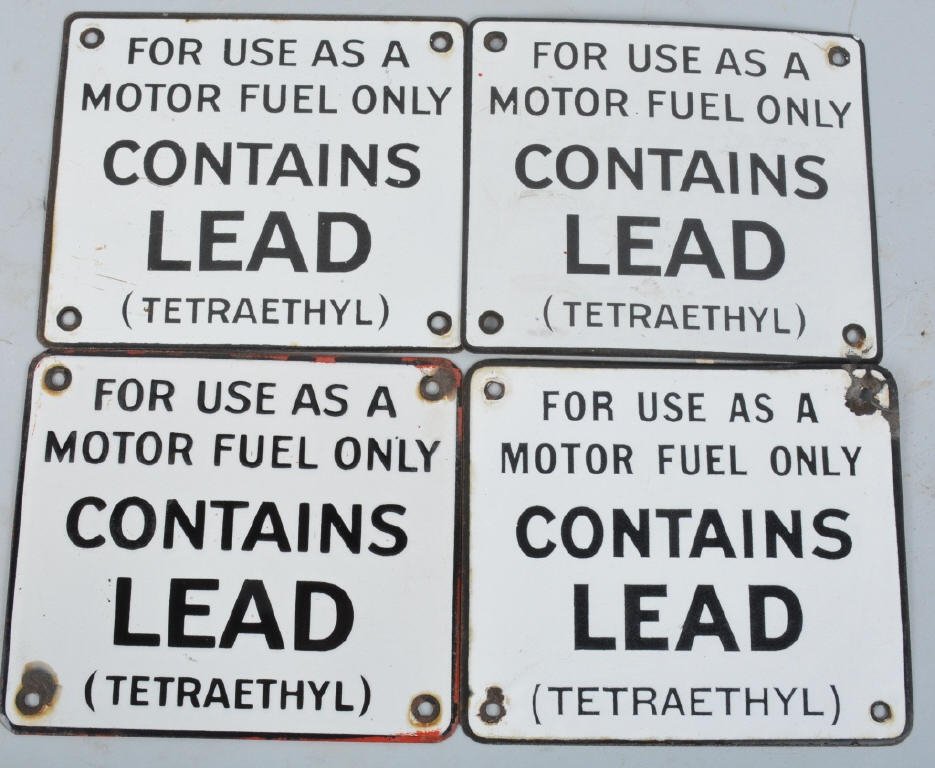 FOR USE AS A
MOTOR FUEL ONLY
CONTAINS
LEAD
(TETRAETHYL)
FOR USE AS A
MOTOR FUEL ONLY
CONTAINS
LEAD
(TETRAETHYL)
FOR USE AS A
MOTOR FUEL ONLY
CONTAINS
LEAD
(TETRAETHYL)
FOR USE AS A
MOTOR FUEL ONLY
CONTAINS
LEAD
(TETRAETHYL)